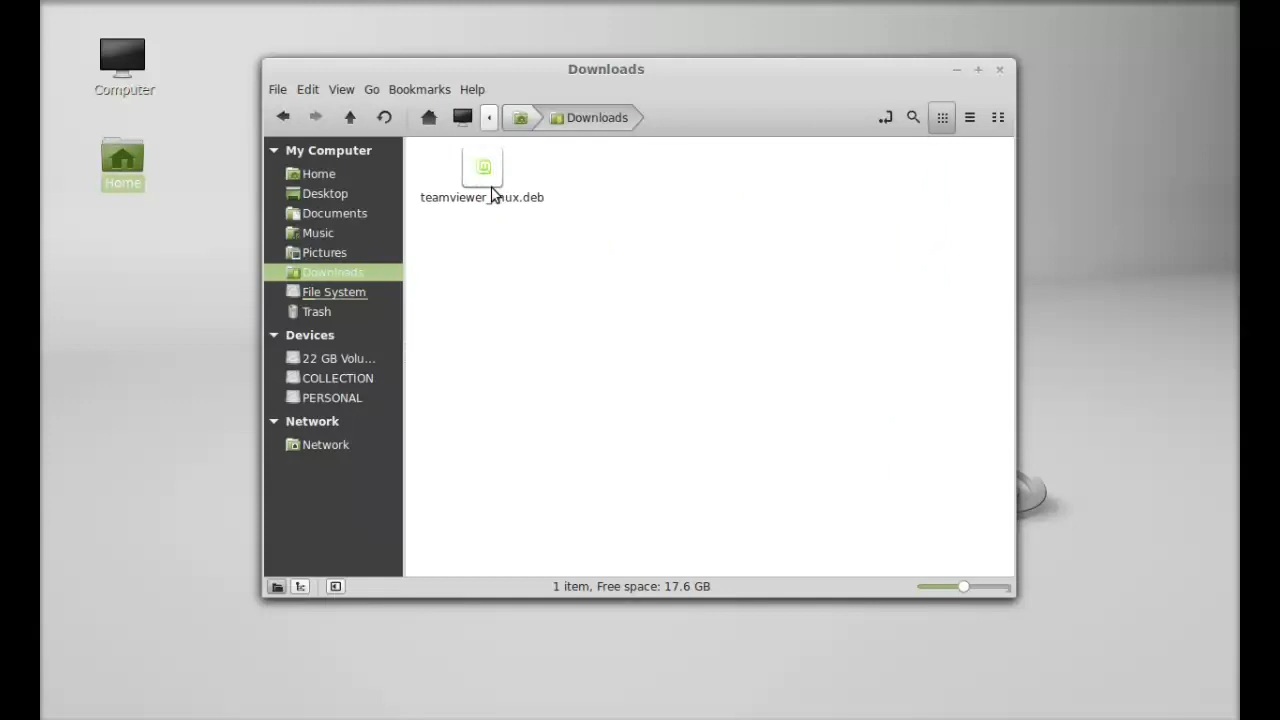 Computer
Home
Downloads
File Edit View Go Bookmarks Help
Downloads
My Computer
Home
Desktop
Documents
Music
Pictures
Downloads
File System
Trash
Devices
22 GB Volu...
COLLECTION
PERSONAL
Network
Network
1 item, Free space: 17.6 GB